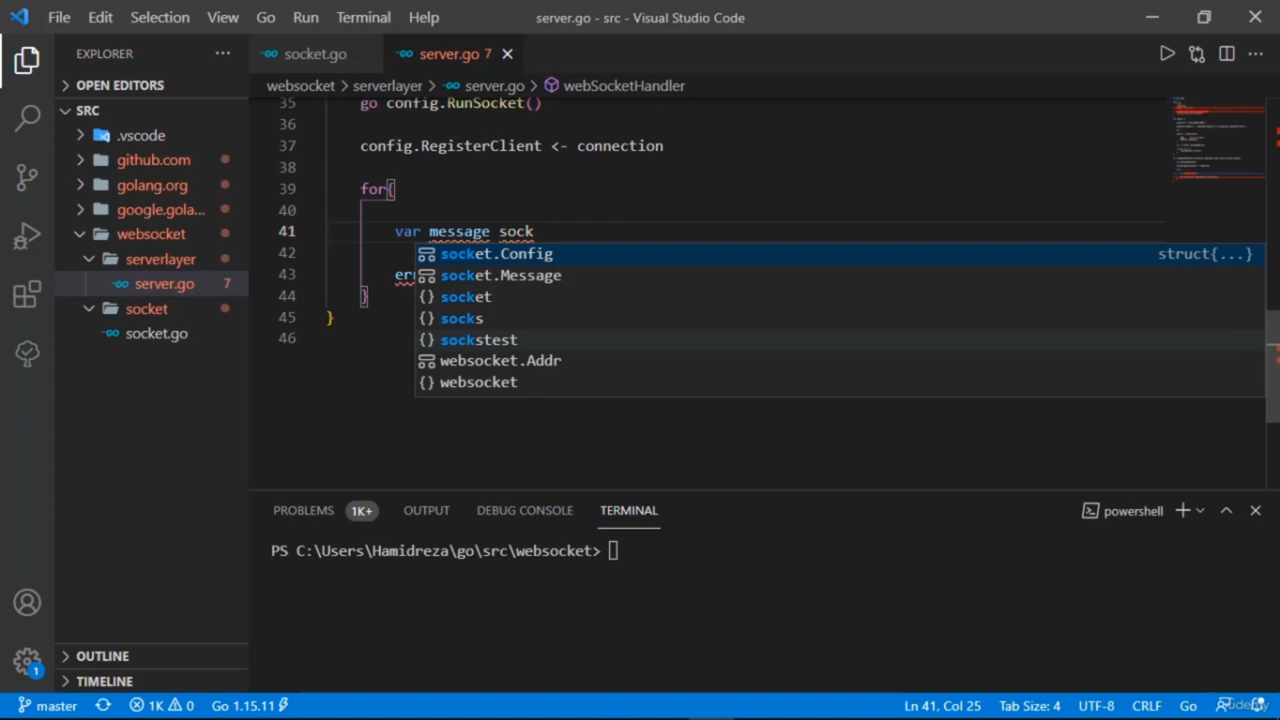 File Edit Selection View Go Run Terminal Help
server.go - src - Visual Studio Code
EXPLORER
socket.go
server.go 7
OPEN EDITORS
websocket > serverlayer > server.go > webSocketHandler
SRC
.vscode
github.com
golang.org
google.gola...
websocket
serverlayer
server.go 7
socket
socket.go
35 go config.RunSocket()
36
37 config.RegisterClient <- connection
38
39 for{
40
41 var message sock
42
43 err
44 }
45 }
46
socket.Config struct{...}
socket.Message
{} socket
{} socks
{} sockstest
websocket.Addr
{} websocket
PROBLEMS 1K+ OUTPUT DEBUG CONSOLE TERMINAL
powershell
PS C:\Users\Hamidreza\go\src\websocket>
OUTLINE
TIMELINE
1
master
1K 0
Go 1.15.11
Ln 41, Col 25
Tab Size: 4
UTF-8
CRLF
Go